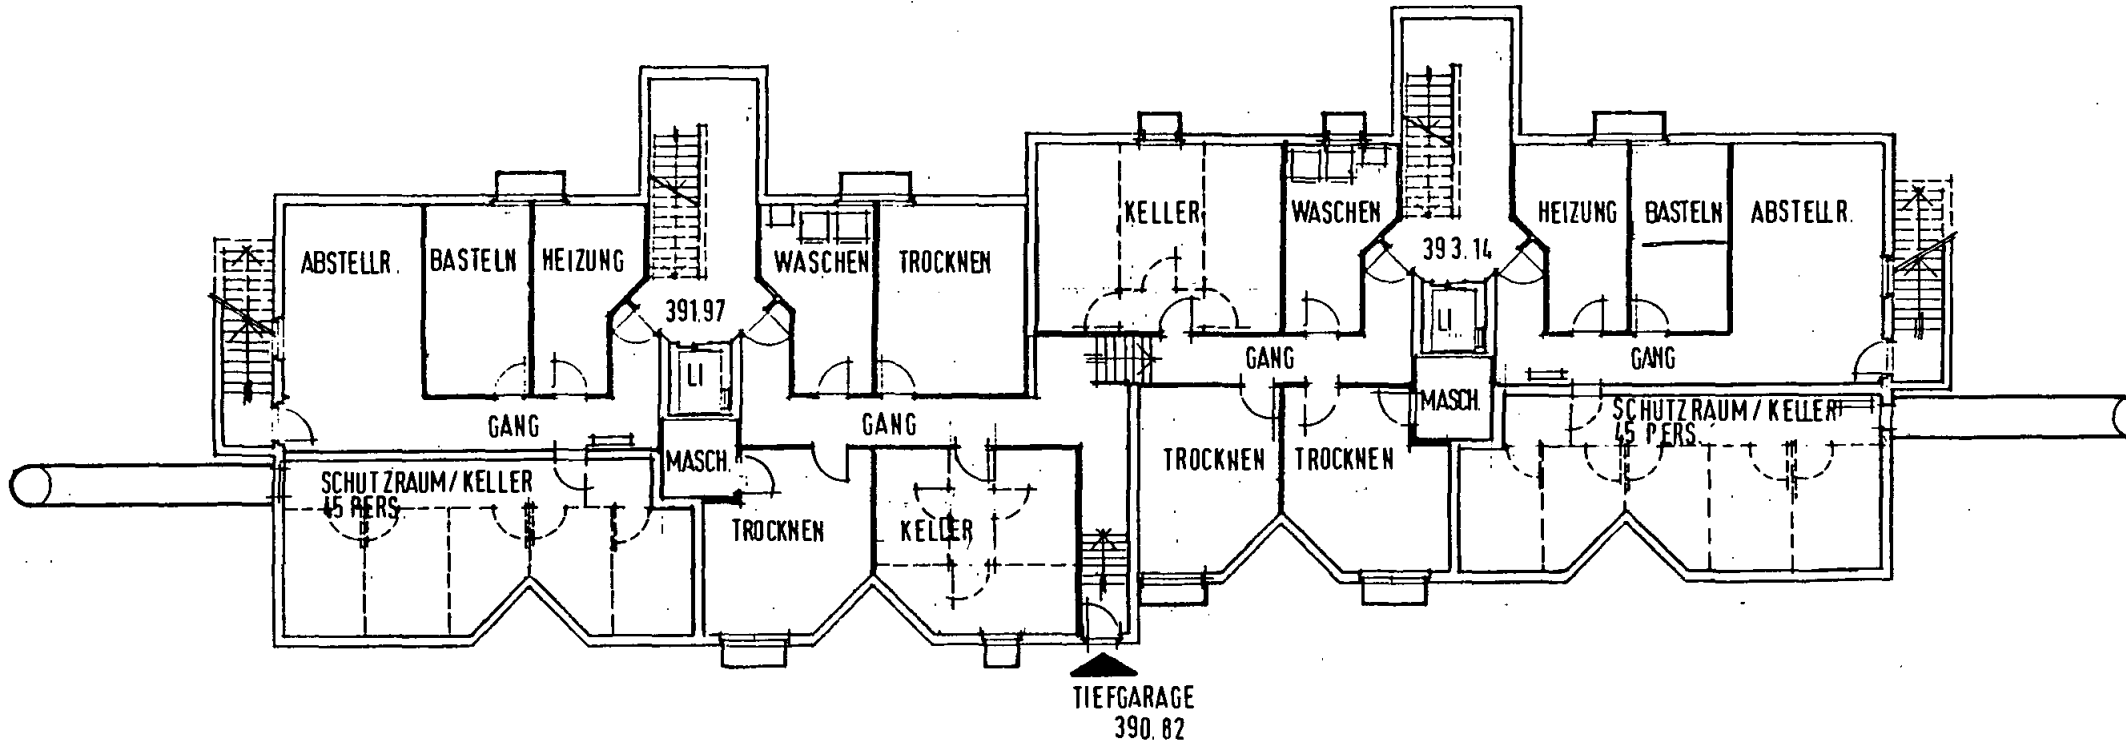 KELLER
WASCHEN
HEIZUNG
BASTELN
ABSTELLR.
393.14
ABSTELLR.
BASTELN
HEIZUNG
WASCHEN
TROCKNEN
391.97
LI
GANG
GANG
LI
MASCH.
SCHUTZRAUM/KELLER
45 PERS
GANG
GANG
MASCH.
TROCKNEN
TROCKNEN
SCHUTZRAUM/KELLER
45 PERS
TROCKNEN
KELLER
TIEFGARAGE
390.82